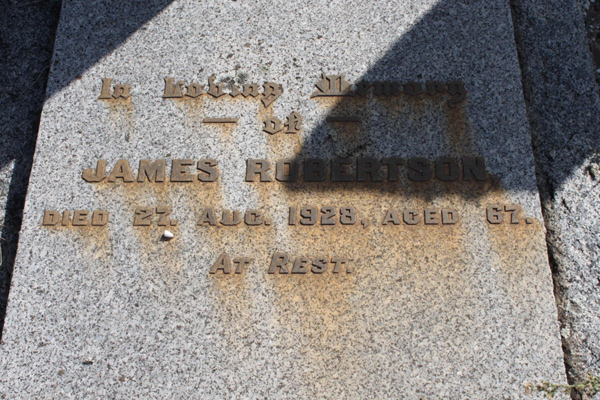 In Loving Memory
— of —
JAMES ROBERTSON.
DIED 27. AUG. 1928, AGED 67.
AT REST.